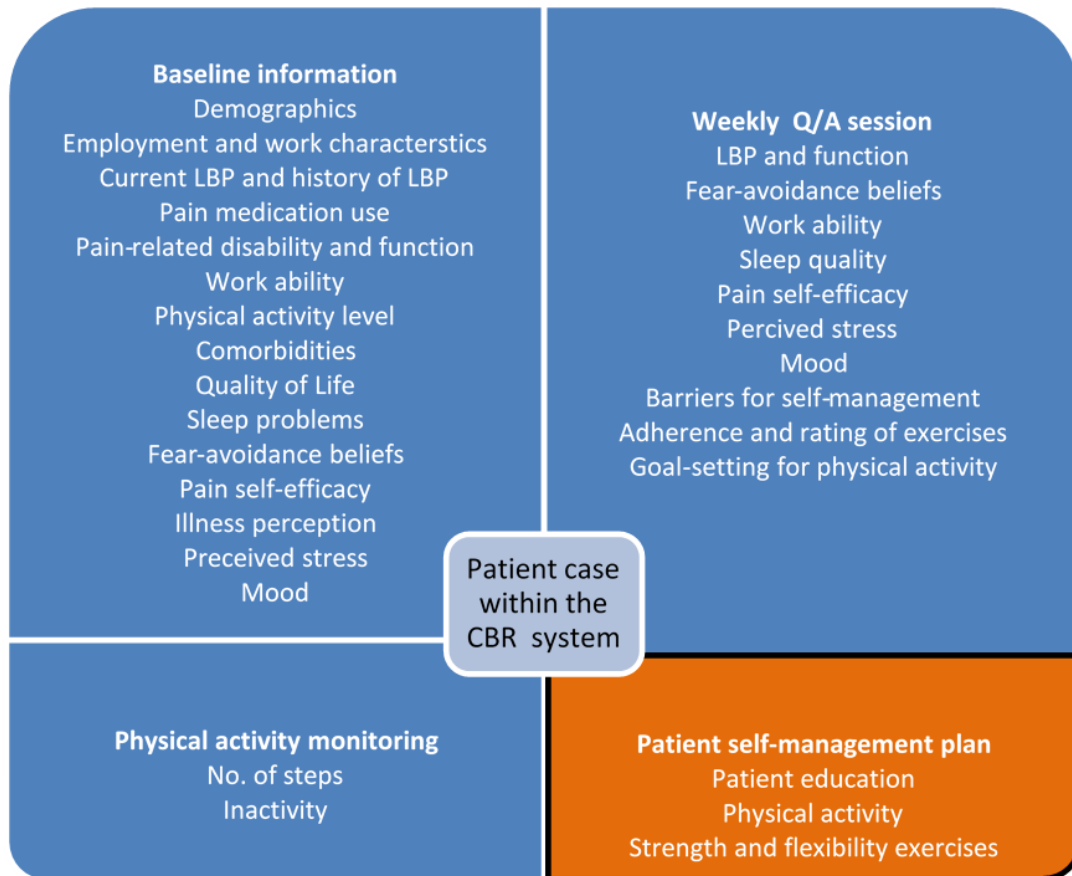 Baseline information
Demographics
Employment and work characterstics
Current LBP and history of LBP
Pain medication use
Pain-related disability and function
Work ability
Physical activity level
Comorbidities
Quality of Life
Sleep problems
Fear-avoidance beliefs
Pain self-efficacy
Illness perception
Preceived stress
Mood
Weekly Q/A session
LBP and function
Fear-avoidance beliefs
Work ability
Sleep quality
Pain self-efficacy
Percived stress
Mood
Barriers for self-management
Adherence and rating of exercises
Goal-setting for physical activity
Patient case
within the
CBR system
Physical activity monitoring
No. of steps
Inactivity
Patient self-management plan
Patient education
Physical activity
Strength and flexibility exercises